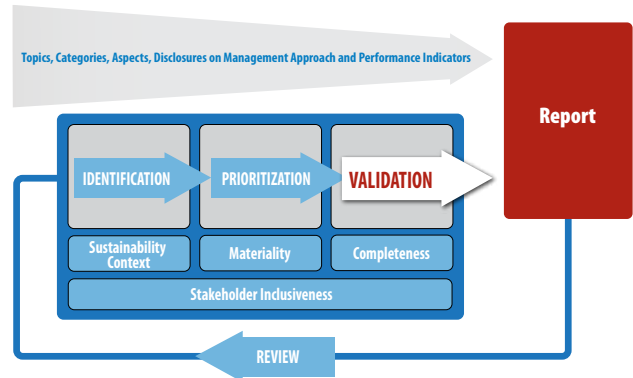 Topics, Categories, Aspects, Disclosures on Management Approach and Performance Indicators
Report
IDENTIFICATION
PRIORITIZATION
VALIDATION
Sustainability
Context
Materiality
Completeness
Stakeholder Inclusiveness
REVIEW